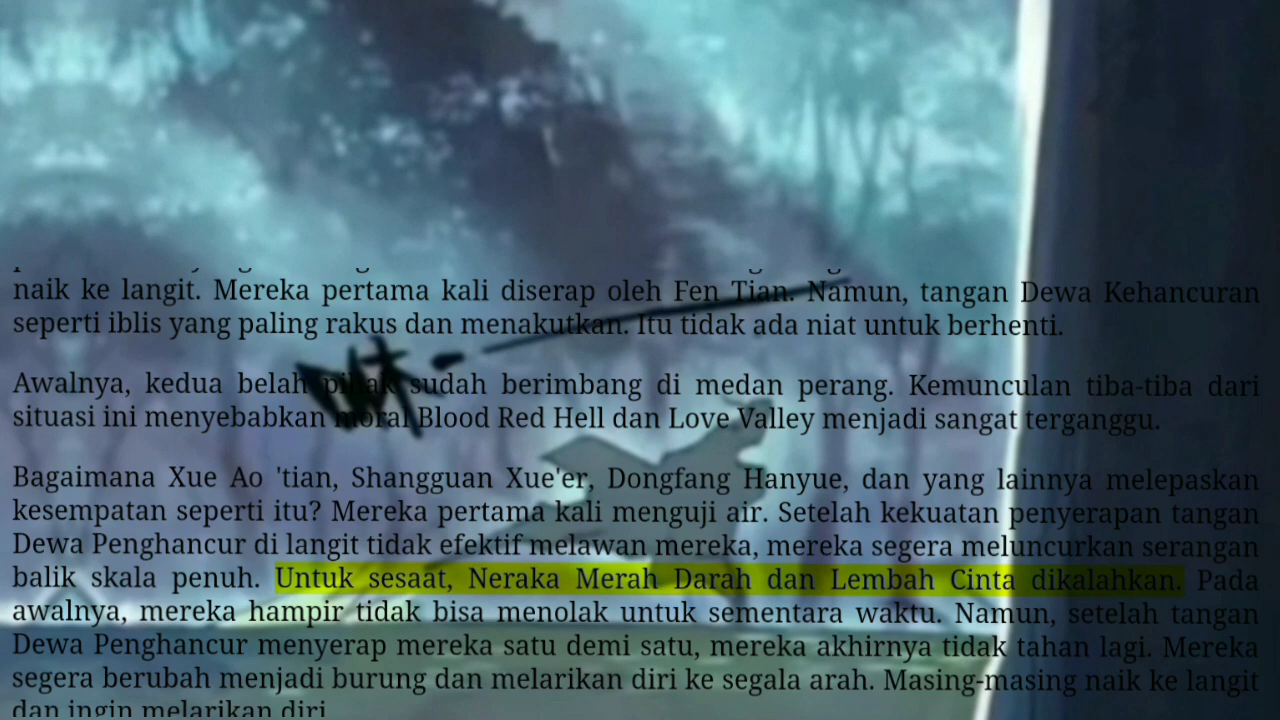 naik ke langit. Mereka pertama kali diserap oleh Fen Tian. Namun, tangan Dewa Kehancuran
seperti iblis yang paling rakus dan menakutkan. Itu tidak ada niat untuk berhenti.
Awalnya, kedua belah pihak sudah berimbang di medan perang. Kemunculan tiba-tiba dari
situasi ini menyebabkan moral Blood Red Hell dan Love Valley menjadi sangat terganggu.
Bagaimana Xue Ao 'tian, Shangguan Xue'er, Dongfang Hanyue, dan yang lainnya melepaskan
kesempatan seperti itu? Mereka pertama kali menguji air. Setelah kekuatan penyerapan tangan
Dewa Penghancur di langit tidak efektif melawan mereka, mereka segera meluncurkan serangan
balik skala penuh. Untuk sesaat, Neraka Merah Darah dan Lembah Cinta dikalahkan. Pada
awalnya, mereka hampir tidak bisa menolak untuk sementara waktu. Namun, setelah tangan
Dewa Penghancur menyerap mereka satu demi satu, mereka akhirnya tidak tahan lagi. Mereka
segera berubah menjadi burung dan melarikan diri ke segala arah. Masing-masing naik ke langit
dan ingin melarikan diri